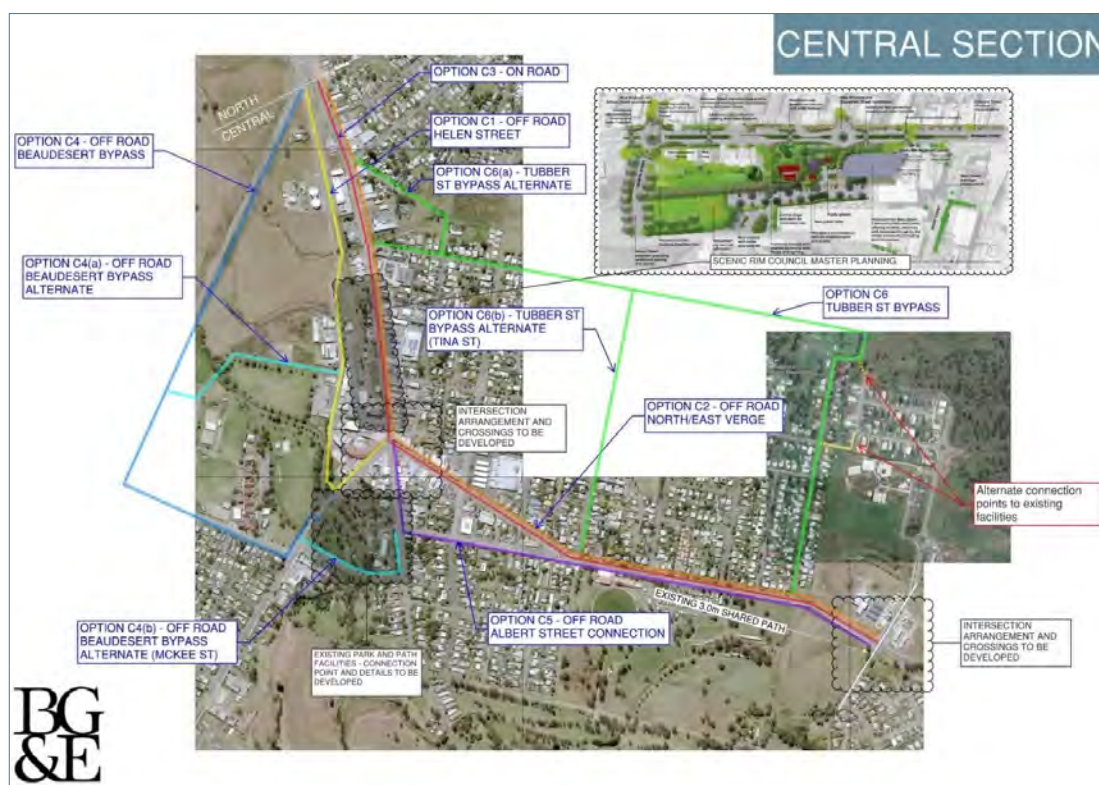 CENTRAL SECTION
OPTION C3 - ON ROAD
NORTH
CENTRAL
OPTION C1 - OFF ROAD
HELEN STREET
OPTION C4 - OFF ROAD
BEAUDESERT BYPASS
OPTION C6(a) - TUBBER
ST BYPASS ALTERNATE
SCENIC RIM COUNCIL MASTER PLANNING
OPTION C4(a) - OFF ROAD
BEAUDESERT BYPASS
ALTERNATE
OPTION C6
TUBBER ST BYPASS
OPTION C6(b) - TUBBER ST
BYPASS ALTERNATE
(TINA ST)
OPTION C2 - OFF ROAD
NORTH/EAST VERGE
INTERSECTION
ARRANGEMENT AND
CROSSINGS TO BE
DEVELOPED
Alternate connection
points to existing
facilities
EXISTING 3.0m SHARED PATH
OPTION C4(b) - OFF ROAD
BEAUDESERT BYPASS
ALTERNATE (MCKEE ST)
OPTION C5 - OFF ROAD
ALBERT STREET CONNECTION
INTERSECTION
ARRANGEMENT AND
CROSSINGS TO BE
DEVELOPED
EXISTING PARK AND PATH
FACILITIES - CONNECTION
POINT AND DETAILS TO BE
DEVELOPED
BG
&E